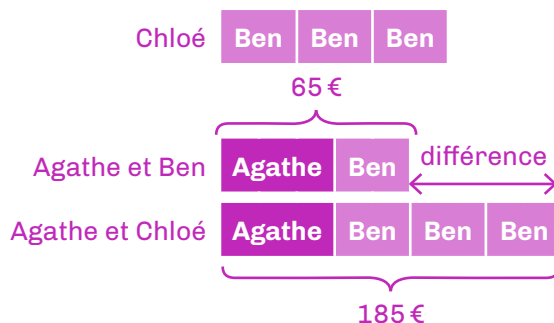 Chloé Ben Ben Ben
65 €
Agathe et Ben Agathe Ben différence
Agathe et Chloé Agathe Ben Ben Ben
185 €